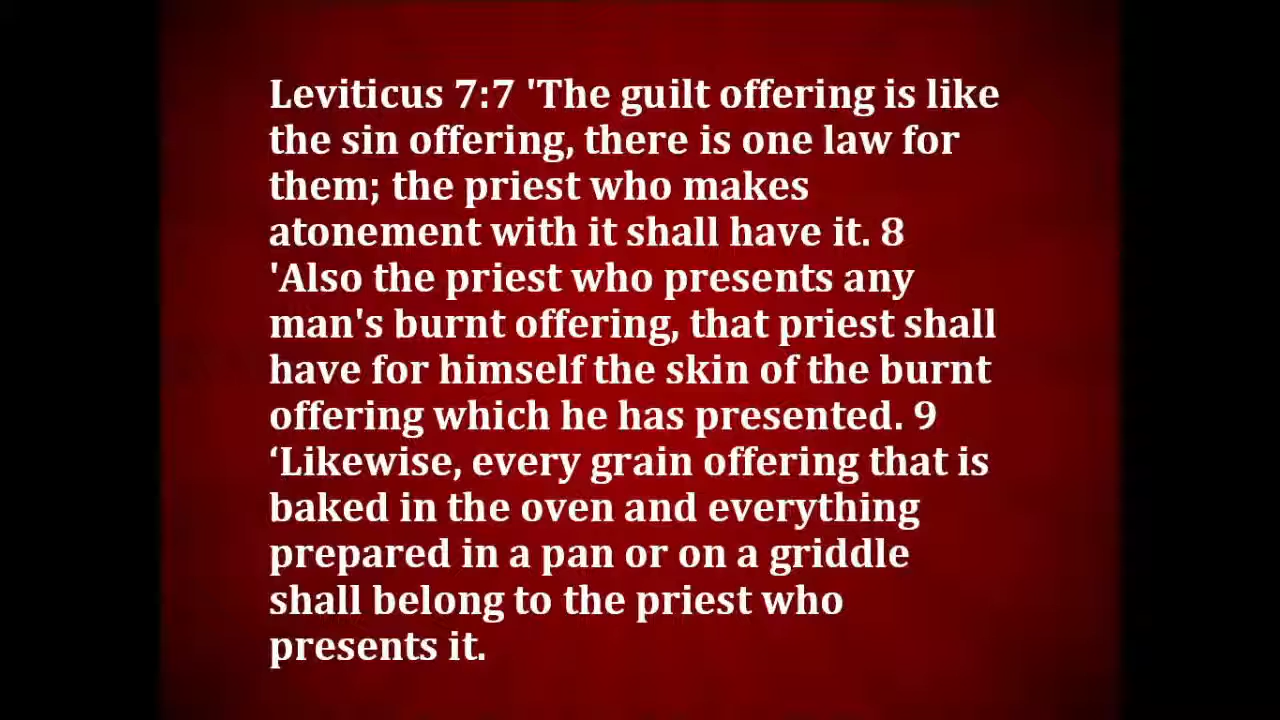 Leviticus 7:7 'The guilt offering is like
the sin offering, there is one law for
them; the priest who makes
atonement with it shall have it. 8
'Also the priest who presents any
man's burnt offering, that priest shall
have for himself the skin of the burnt
offering which he has presented. 9
‘Likewise, every grain offering that is
baked in the oven and everything
prepared in a pan or on a griddle
shall belong to the priest who
presents it.